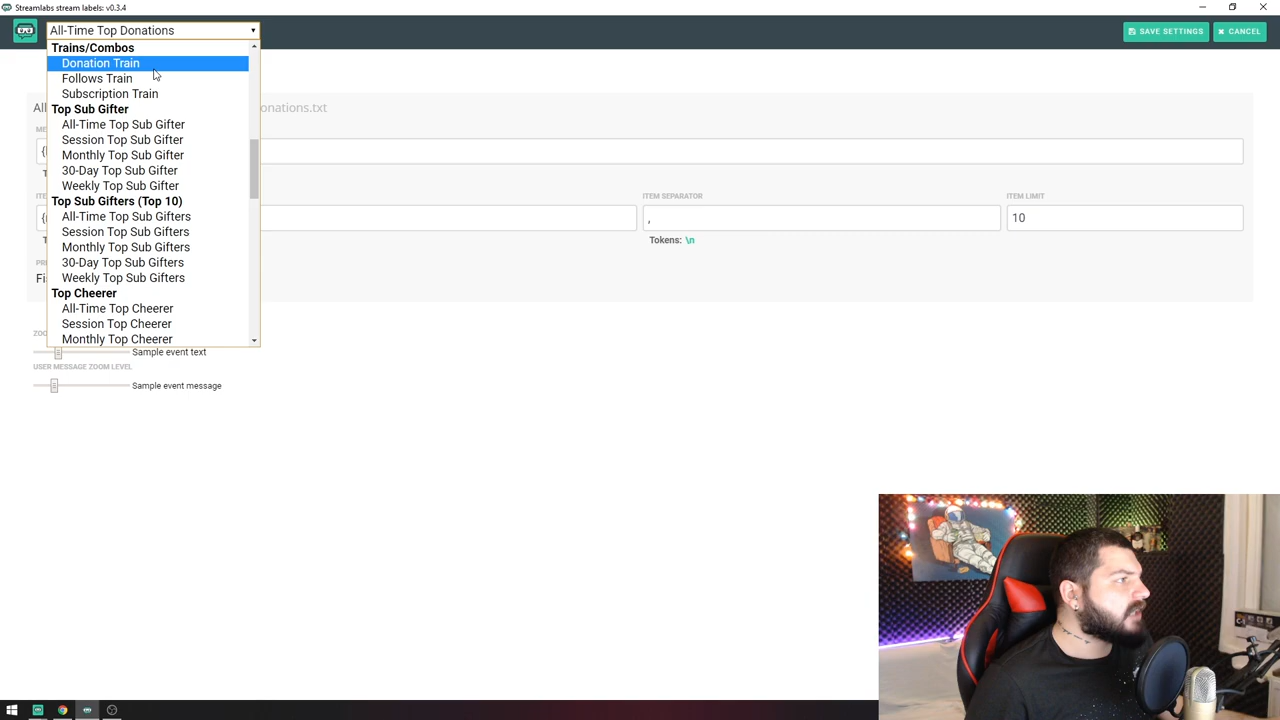 Streamlabs stream labels: v0.3.4
All-Time Top Donations
SAVE SETTINGS
CANCEL
Trains/Combos
Donation Train
Follows Train
Subscription Train
Top Sub Gifter
All-Time Top Sub Gifter
Session Top Sub Gifter
Monthly Top Sub Gifter
30-Day Top Sub Gifter
Weekly Top Sub Gifter
Top Sub Gifters (Top 10)
All-Time Top Sub Gifters
Session Top Sub Gifters
Monthly Top Sub Gifters
30-Day Top Sub Gifters
Weekly Top Sub Gifters
Top Cheerer
All-Time Top Cheerer
Session Top Cheerer
Monthly Top Cheerer
All
onations.txt
ITEM SEPARATOR
,
Tokens: \n
ITEM LIMIT
10
Sample event text
USER MESSAGE ZOOM LEVEL
Sample event message